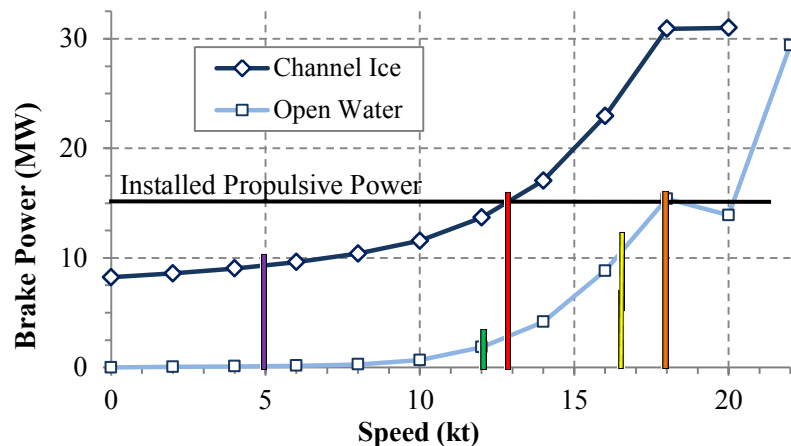 30
Channel Ice
Open Water
20
Installed Propulsive Power
10
0
0 5 10 15 20
Speed (kt)
Brake Power (MW)